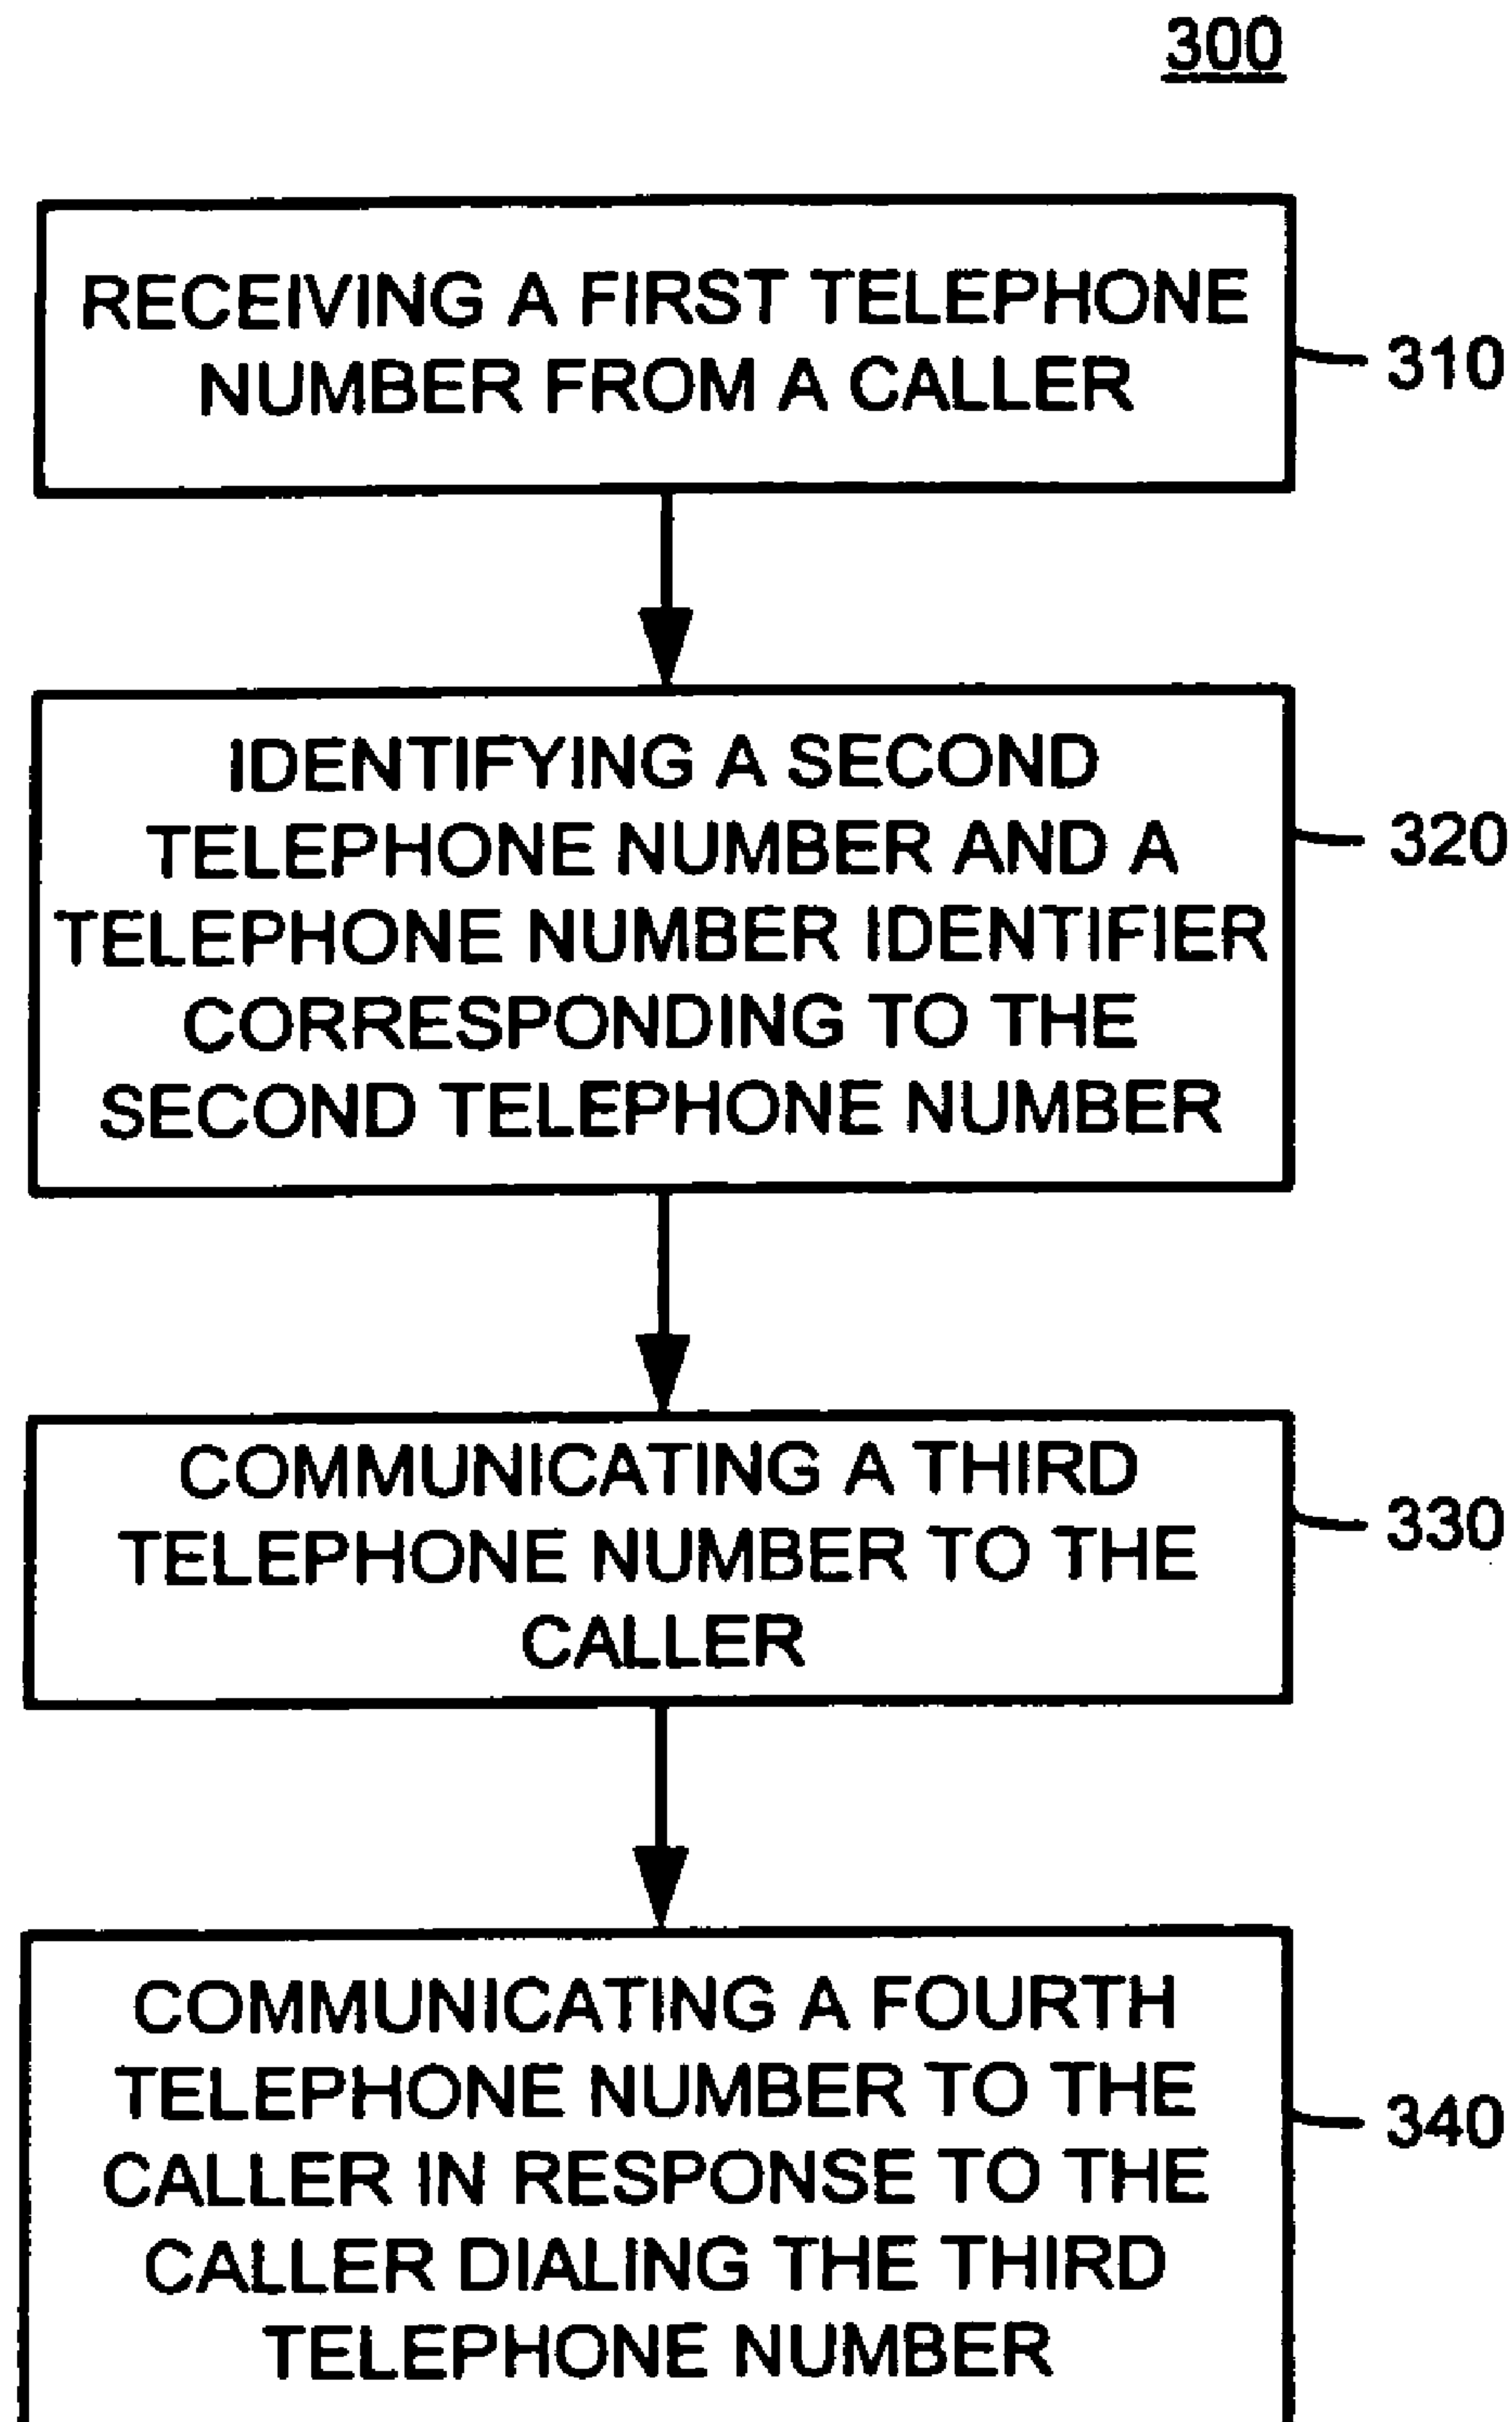 300
RECEIVING A FIRST TELEPHONE
NUMBER FROM A CALLER
310
IDENTIFYING A SECOND
TELEPHONE NUMBER AND A
TELEPHONE NUMBER IDENTIFIER
CORRESPONDING TO THE
SECOND TELEPHONE NUMBER
320
COMMUNICATING A THIRD
TELEPHONE NUMBER TO THE
CALLER
330
COMMUNICATING A FOURTH
TELEPHONE NUMBER TO THE
CALLER IN RESPONSE TO THE
CALLER DIALING THE THIRD
TELEPHONE NUMBER
340